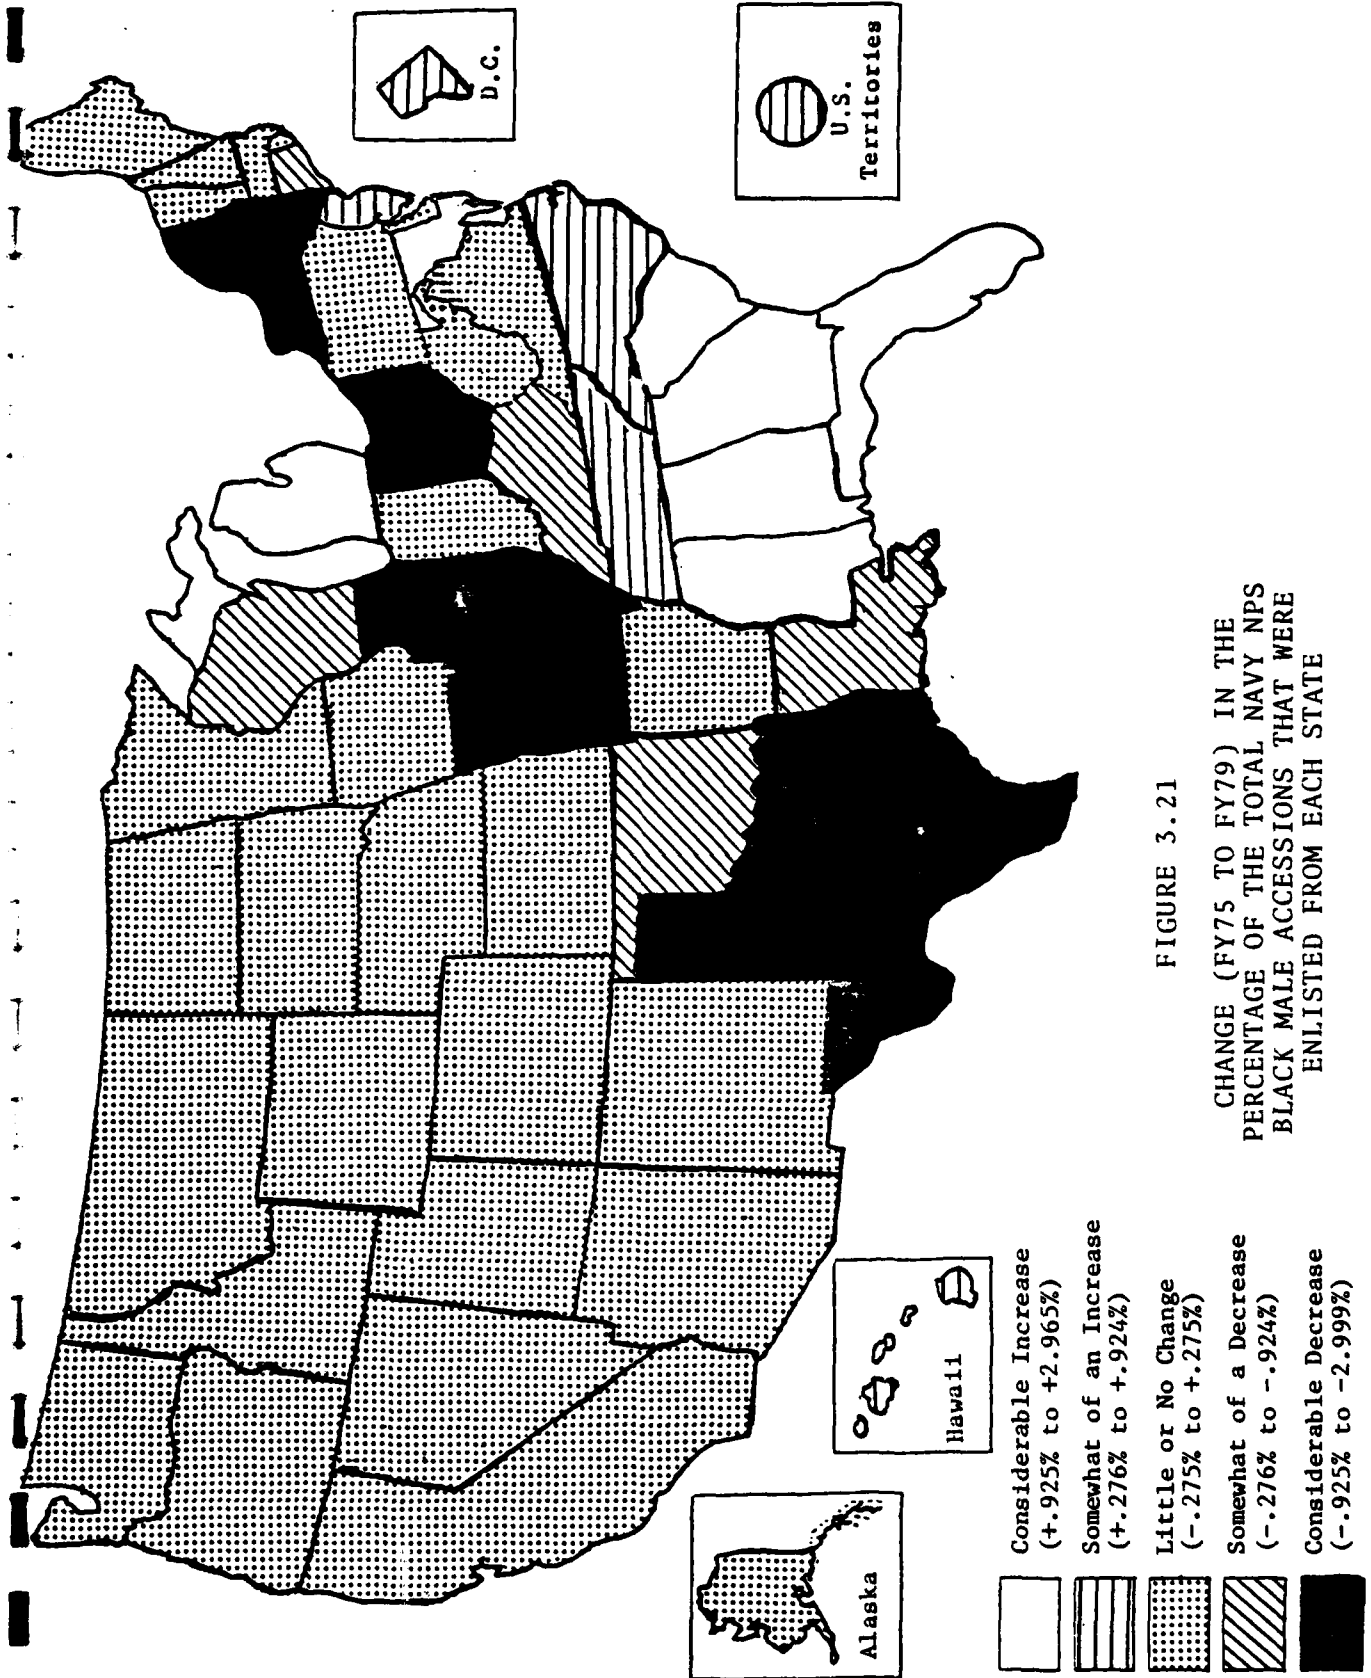 D.C.
U.S.
Territories
Hawaii
Alaska
Considerable Increase
(+.925% to +2.965%)
Somewhat of an Increase
(+.276% to +.924%)
Little or No Change
(-.275% to +.275%)
Somewhat of a Decrease
(-.276% to -.924%)
Considerable Decrease
(-.925% to -2.999%)
FIGURE 3.21
CHANGE (FY75 TO FY79) IN THE
PERCENTAGE OF THE TOTAL NAVY NPS
BLACK MALE ACCESSIONS THAT WERE
ENLISTED FROM EACH STATE